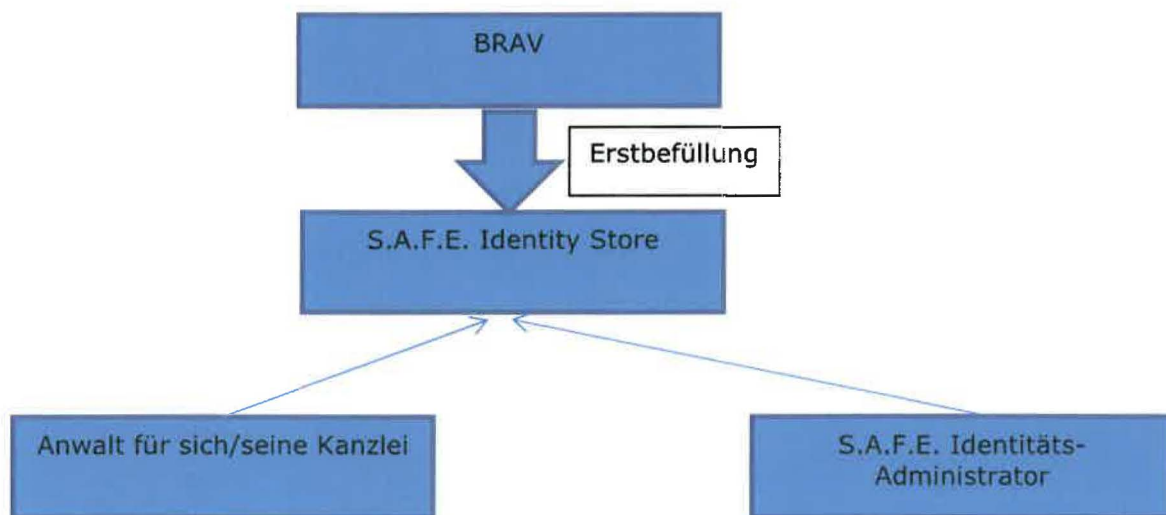 BRAV
Erstbefüllung
S.A.F.E. Identity Store
Anwalt für sich/seine Kanzlei
S.A.F.E. Identitäts-
Administrator